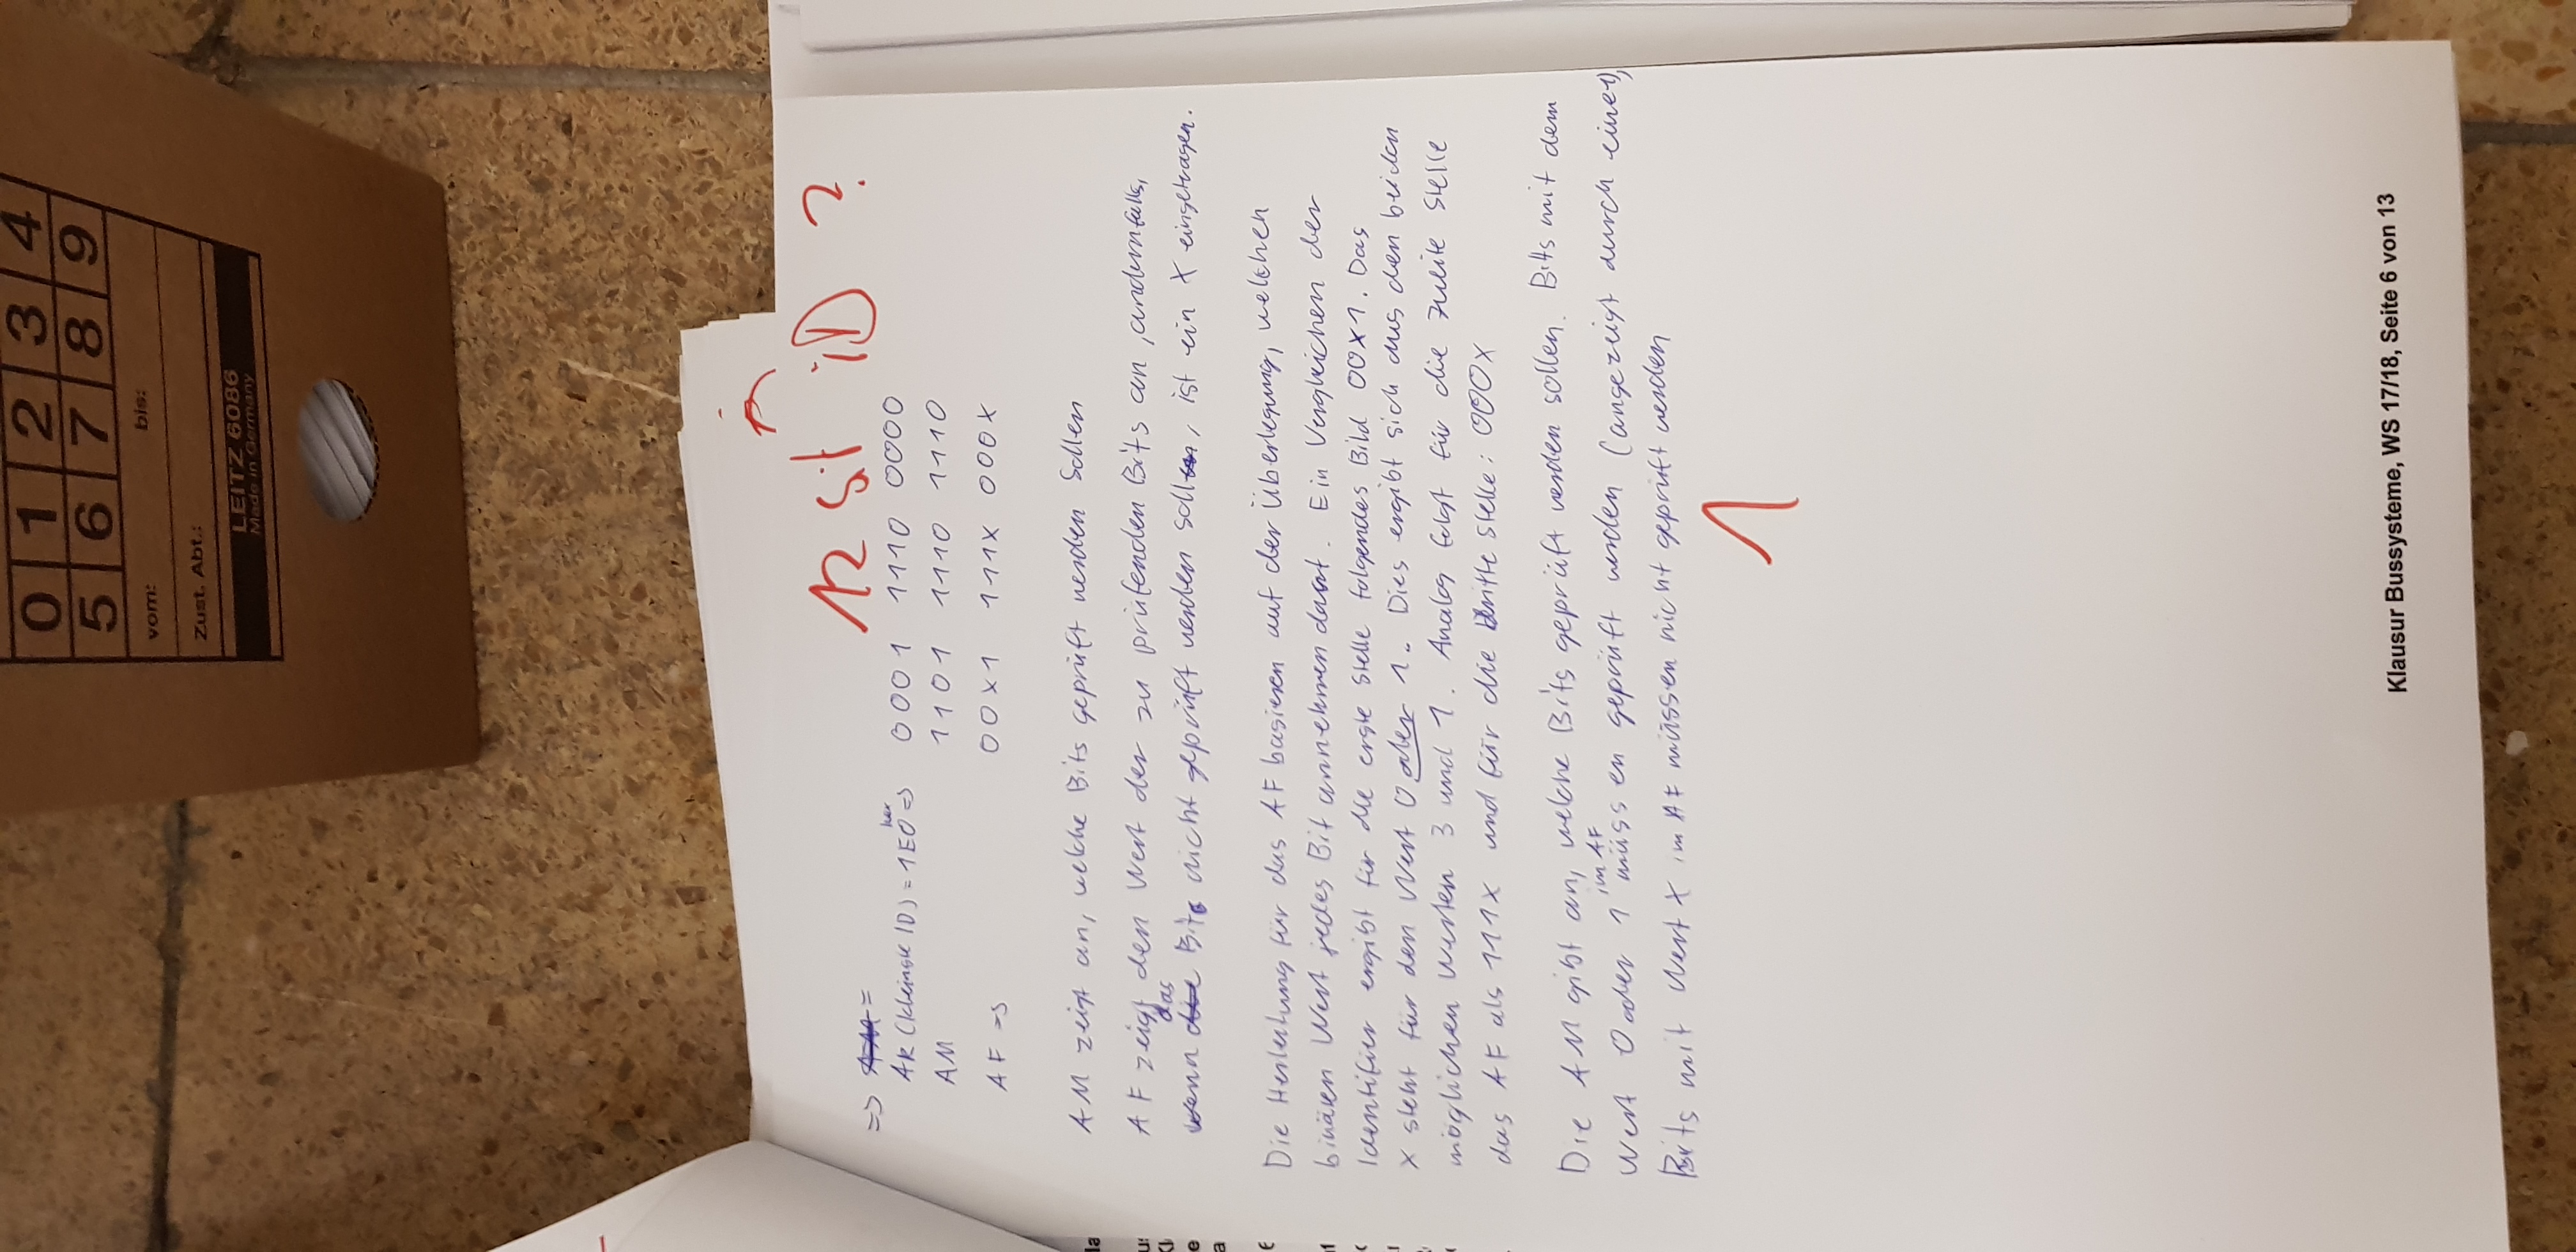 0 1 2 3 4
5 6 7 8 9
vom: bis:
Zust. Abt.:
LEITZ 6086
Made in Germany
12 Bit ID ?
=> AM =
AR (kleinste ID) = 1E0 hex => 0001 1110 0000
AM 1101 1110 1110
AF => 00X1 111X 000X
AM zeigt an, welche Bits geprüft werden sollen
AF zeigt den Wert der zu prüfenden Bits an, andernfalls,
wenn das Bit nicht geprüft werden soll, ist ein X eingetragen.
Die Herleitung für das AF basieren auf der Überlegung, welchen
binären Wert jedes Bit annehmen darf. Ein Vergleichen der
Identifier ergibt für die erste Stelle folgendes Bild 00X1. Das
X steht für den Wert 0 oder 1. Dies ergibt sich aus den beiden
möglichen Werten 3 und 1. Analog folgt für die zweite Stelle
das AF als 111X und für die dritte Stelle: 000X
Die AM gibt an, welche Bits geprüft werden sollen. Bits mit dem
Wert 0 oder 1 im AF müssen geprüft werden (angezeigt durch eine 1),
Bits mit Wert X im AF müssen nicht geprüft werden
1
Klausur Bussysteme, WS 17/18, Seite 6 von 13